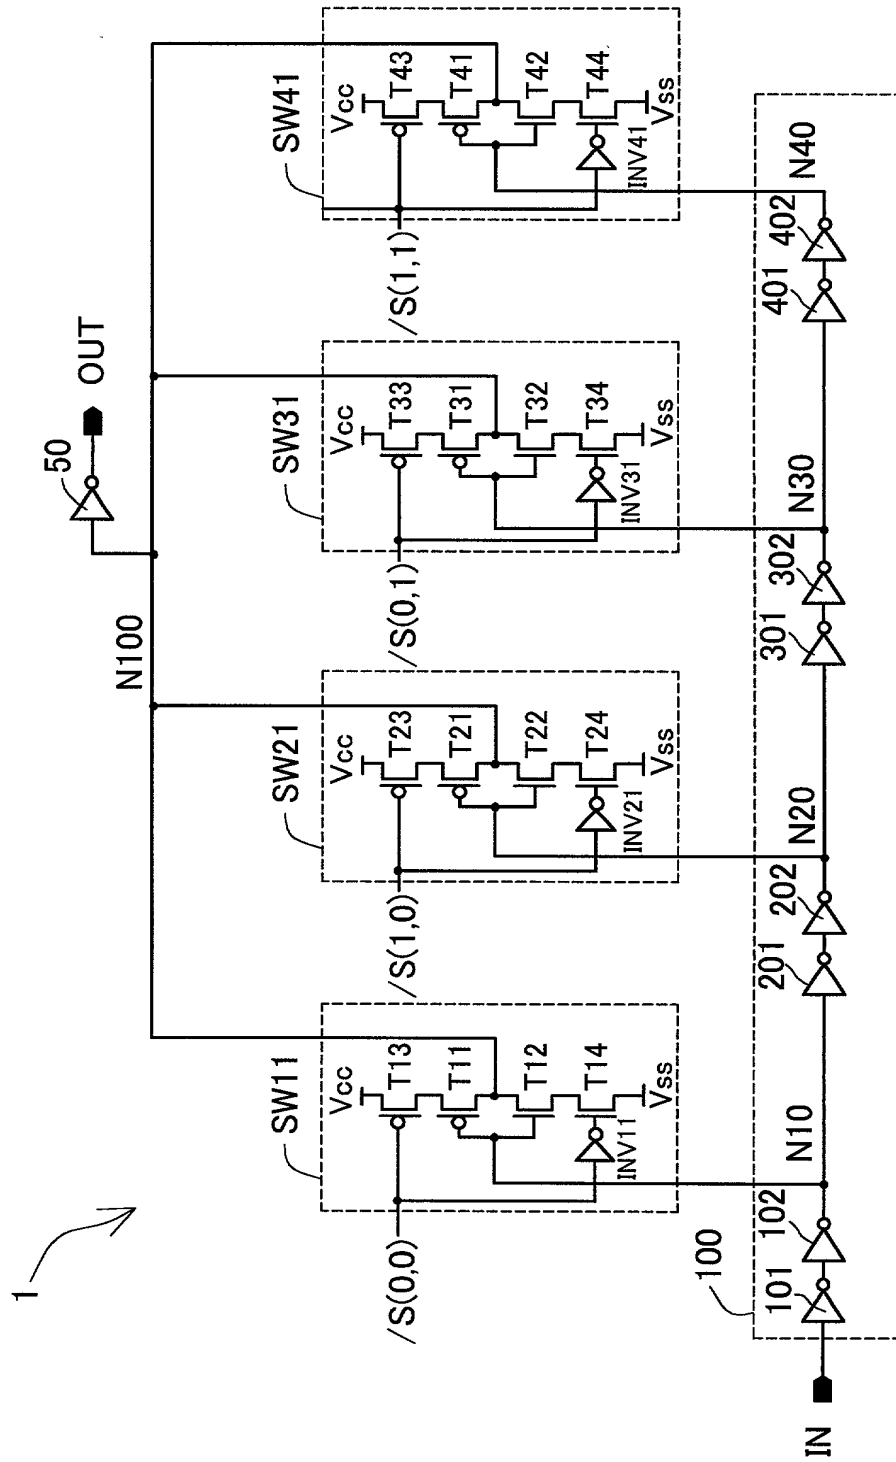 1
50
OUT
N100
SW11
SW21
SW31
SW41
Vcc
T13
T11
T12
T14
Vss
INV11
/S(0,0)
Vcc
T23
T21
T22
T24
Vss
INV21
/S(1,0)
Vcc
T33
T31
T32
T34
Vss
INV31
/S(0,1)
Vcc
T43
T41
T42
T44
Vss
INV41
/S(1,1)
100
IN
101
102
N10
201
202
N20
301
302
N30
401
402
N40